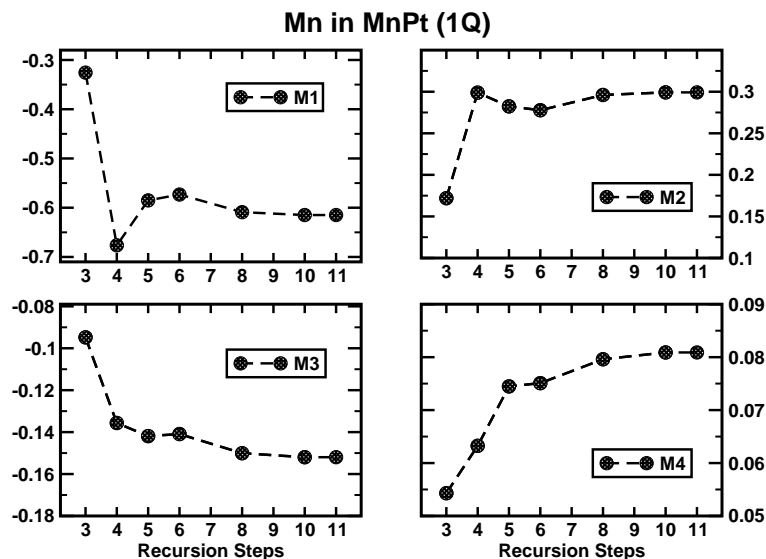 Mn in MnPt (1Q)
-0.3
-0.4
-0.5
-0.6
-0.7
M1
3 4 5 6 7 8 9 10 11
0.3
0.25
0.2
0.15
0.1
M2
3 4 5 6 7 8 9 10 11
-0.08
-0.1
-0.12
-0.14
-0.16
-0.18
M3
3 4 5 6 7 8 9 10 11
Recursion Steps
0.09
0.08
0.07
0.06
0.05
M4
3 4 5 6 7 8 9 10 11
Recursion Steps